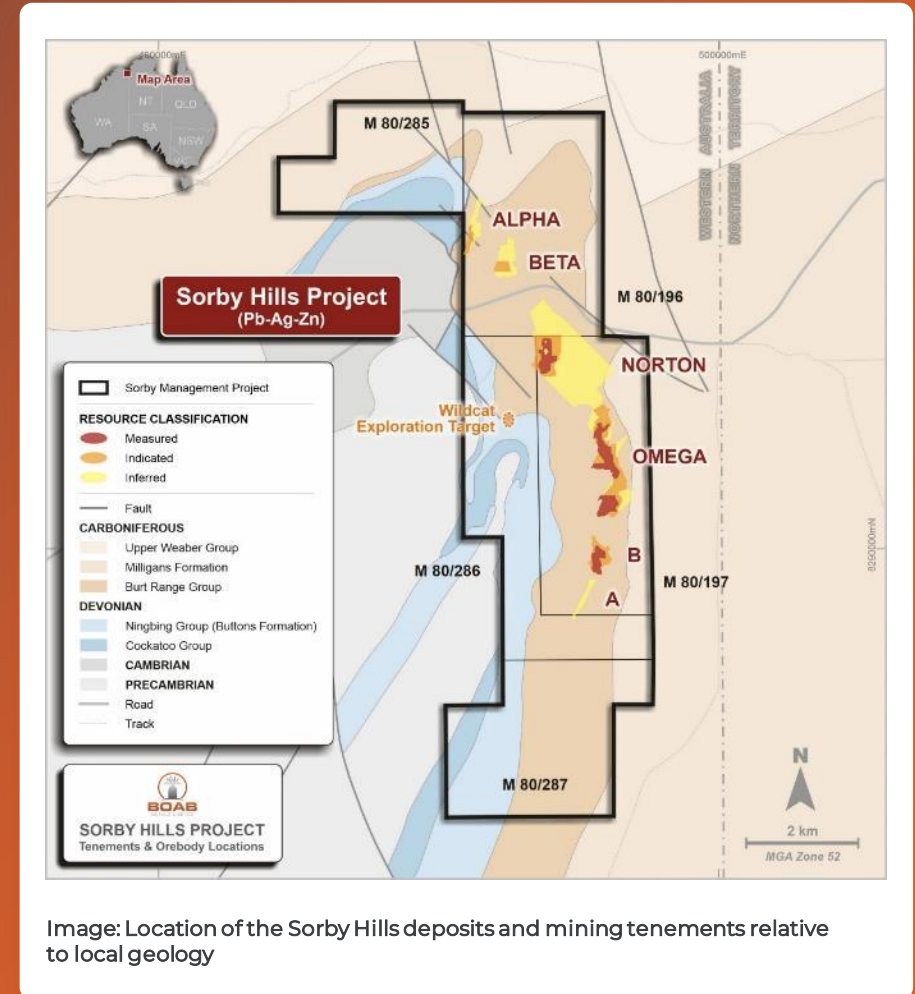 460000mE
500000mE
Map Area
NT
QLD
WA
SA
NSW
M 80/285
WESTERN AUSTRALIA
NORTHERN TERRITORY
ALPHA
BETA
Sorby Hills Project
(Pb-Ag-Zn)
M 80/196
NORTON
Wildcat
Exploration Target
OMEGA
Sorby Management Project
RESOURCE CLASSIFICATION
Measured
Indicated
Inferred
Fault
CARBONIFEROUS
Upper Weaber Group
Milligans Formation
Burt Range Group
DEVONIAN
Ningbing Group (Buttons Formation)
Cockatoo Group
CAMBRIAN
PRECAMBRIAN
Road
Track
8290000mN
B
M 80/286
M 80/197
A
M 80/287
BOAB
SORBY HILLS PROJECT
Tenements & Orebody Locations
N
2 km
MGA Zone 52
Image: Location of the Sorby Hills deposits and mining tenements relative
to local geology